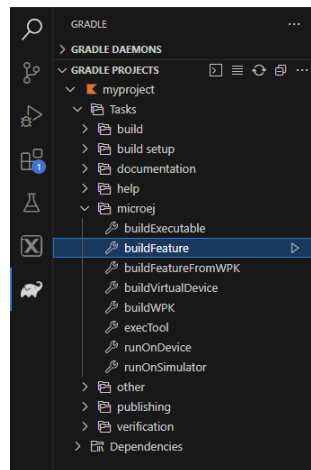 GRADLE
GRADLE DAEMONS
GRADLE PROJECTS
myproject
Tasks
build
build setup
documentation
help
microej
buildExecutable
buildFeature
buildFeatureFromWPK
buildVirtualDevice
buildWPK
execTool
runOnDevice
runOnSimulator
other
publishing
verification
Dependencies
1